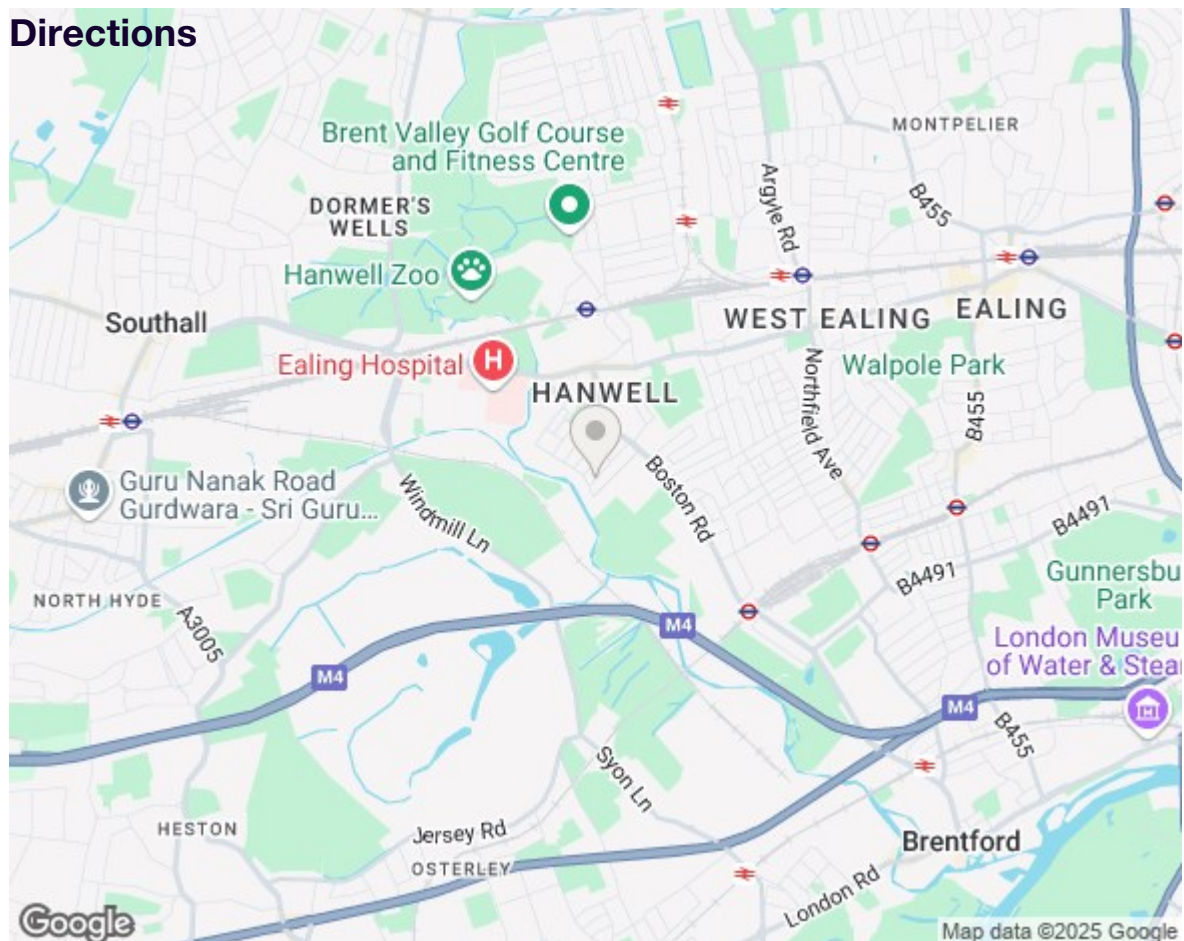 Directions
Brent Valley Golf Course
and Fitness Centre
MONTPELIER
Argyle Rd
B455
DORMER'S
WELLS
Hanwell Zoo
Southall
WEST EALING
EALING
Ealing Hospital
H
Walpole Park
HANWELL
Northfield Ave
B455
Guru Nanak Road
Gurdwara - Sri Guru...
Boston Rd
Windmill Ln
B4491
B4491
Gunnersbu
Park
NORTH HYDE
A3005
M4
London Museu
of Water & Stea
M4
M4
B455
Syon Ln
HESTON
Jersey Rd
OSTERLEY
Brentford
London Rd
Google
Map data ©2025 Google